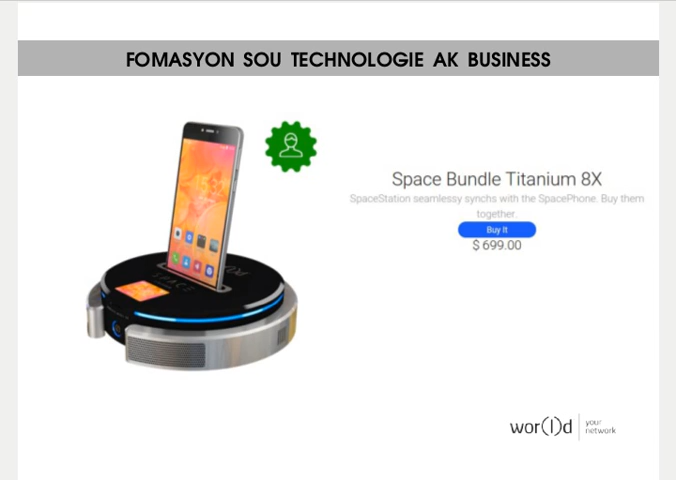 FOMASYON SOU TECHNOLOGIE AK BUSINESS
Space Bundle Titanium 8X
SpaceStation seamlessy synchs with the SpacePhone. Buy them
together
Buy It
$ 699.00
SPACE
wor(l)d
your
network